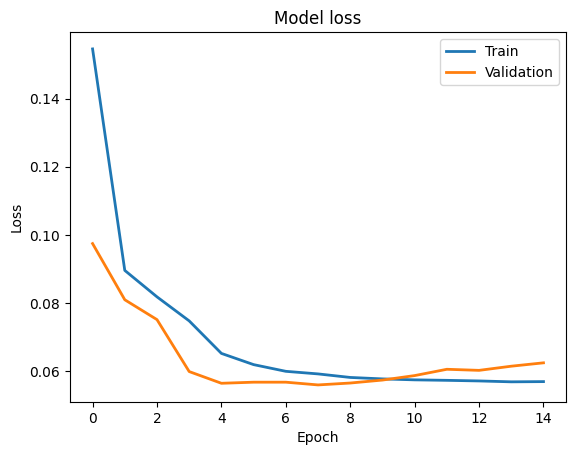 Model loss
Train
Validation
0.14
0.12
0.10
0.08
0.06
Loss
0 2 4 6 8 10 12 14
Epoch